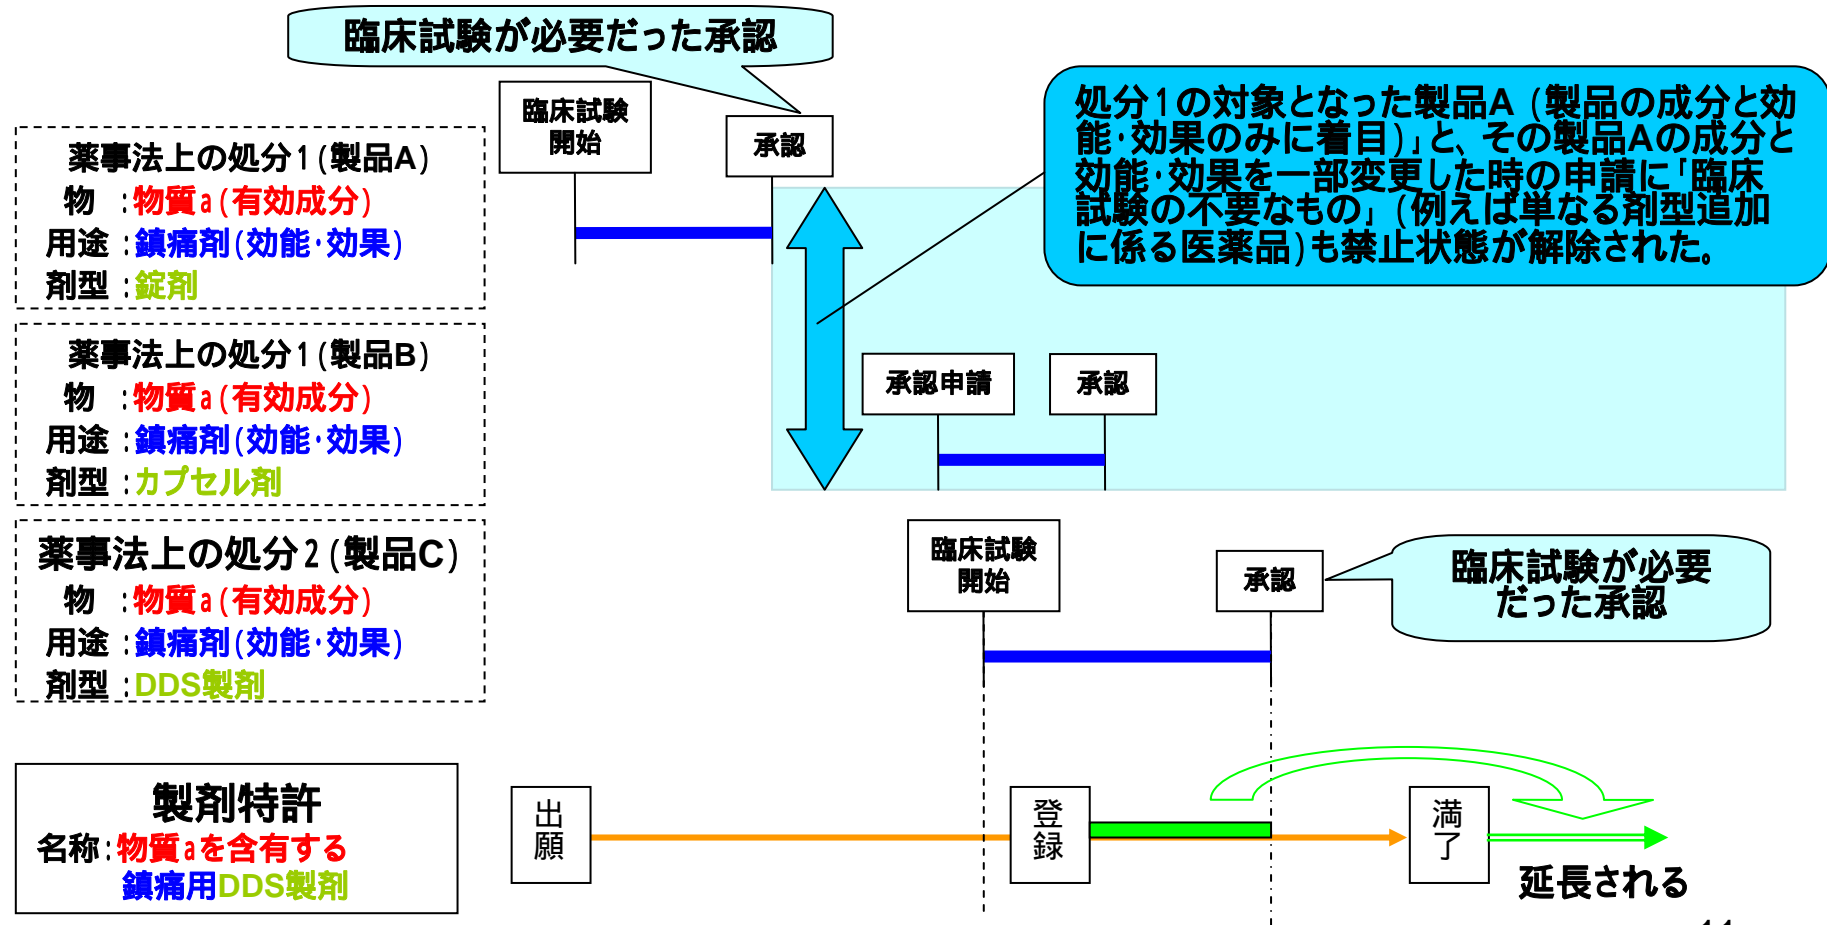 臨床試験が必要だった承認
臨床試験
開始
承認
処分1の対象となった製品A(製品の成分と効
能・効果のみに着目)」と、その製品Aの成分と
効能・効果を一部変更した時の申請に「臨床
試験の不要なもの」(例えば単なる剤型追加
に係る医薬品)も禁止状態が解除された。
薬事法上の処分1(製品A)
物 :物質a(有効成分)
用途:鎮痛剤(効能・効果)
剤型:錠剤
薬事法上の処分1(製品B)
物 :物質a(有効成分)
用途:鎮痛剤(効能・効果)
剤型:カプセル剤
承認申請
承認
薬事法上の処分2(製品C)
物 :物質a(有効成分)
用途:鎮痛剤(効能・効果)
剤型:DDS製剤
臨床試験
開始
承認
臨床試験が必要
だった承認
製剤特許
名称:物質aを含有する
鎮痛用DDS製剤
出願
登録
満了
延長される